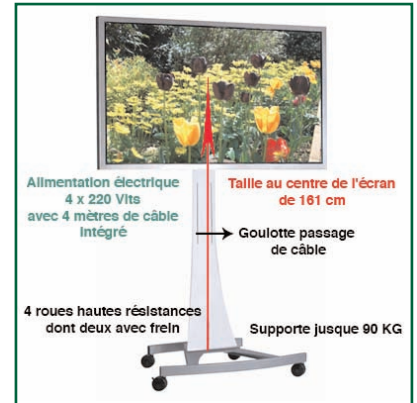 Alimentation électrique
4 x 220 Vlts
avec 4 mètres de câble
Intégré
Taille au centre de l'écran
de 161 cm
Goulotte passage
de câble
4 roues hautes résistances
dont deux avec frein
Supporte jusque 90 KG